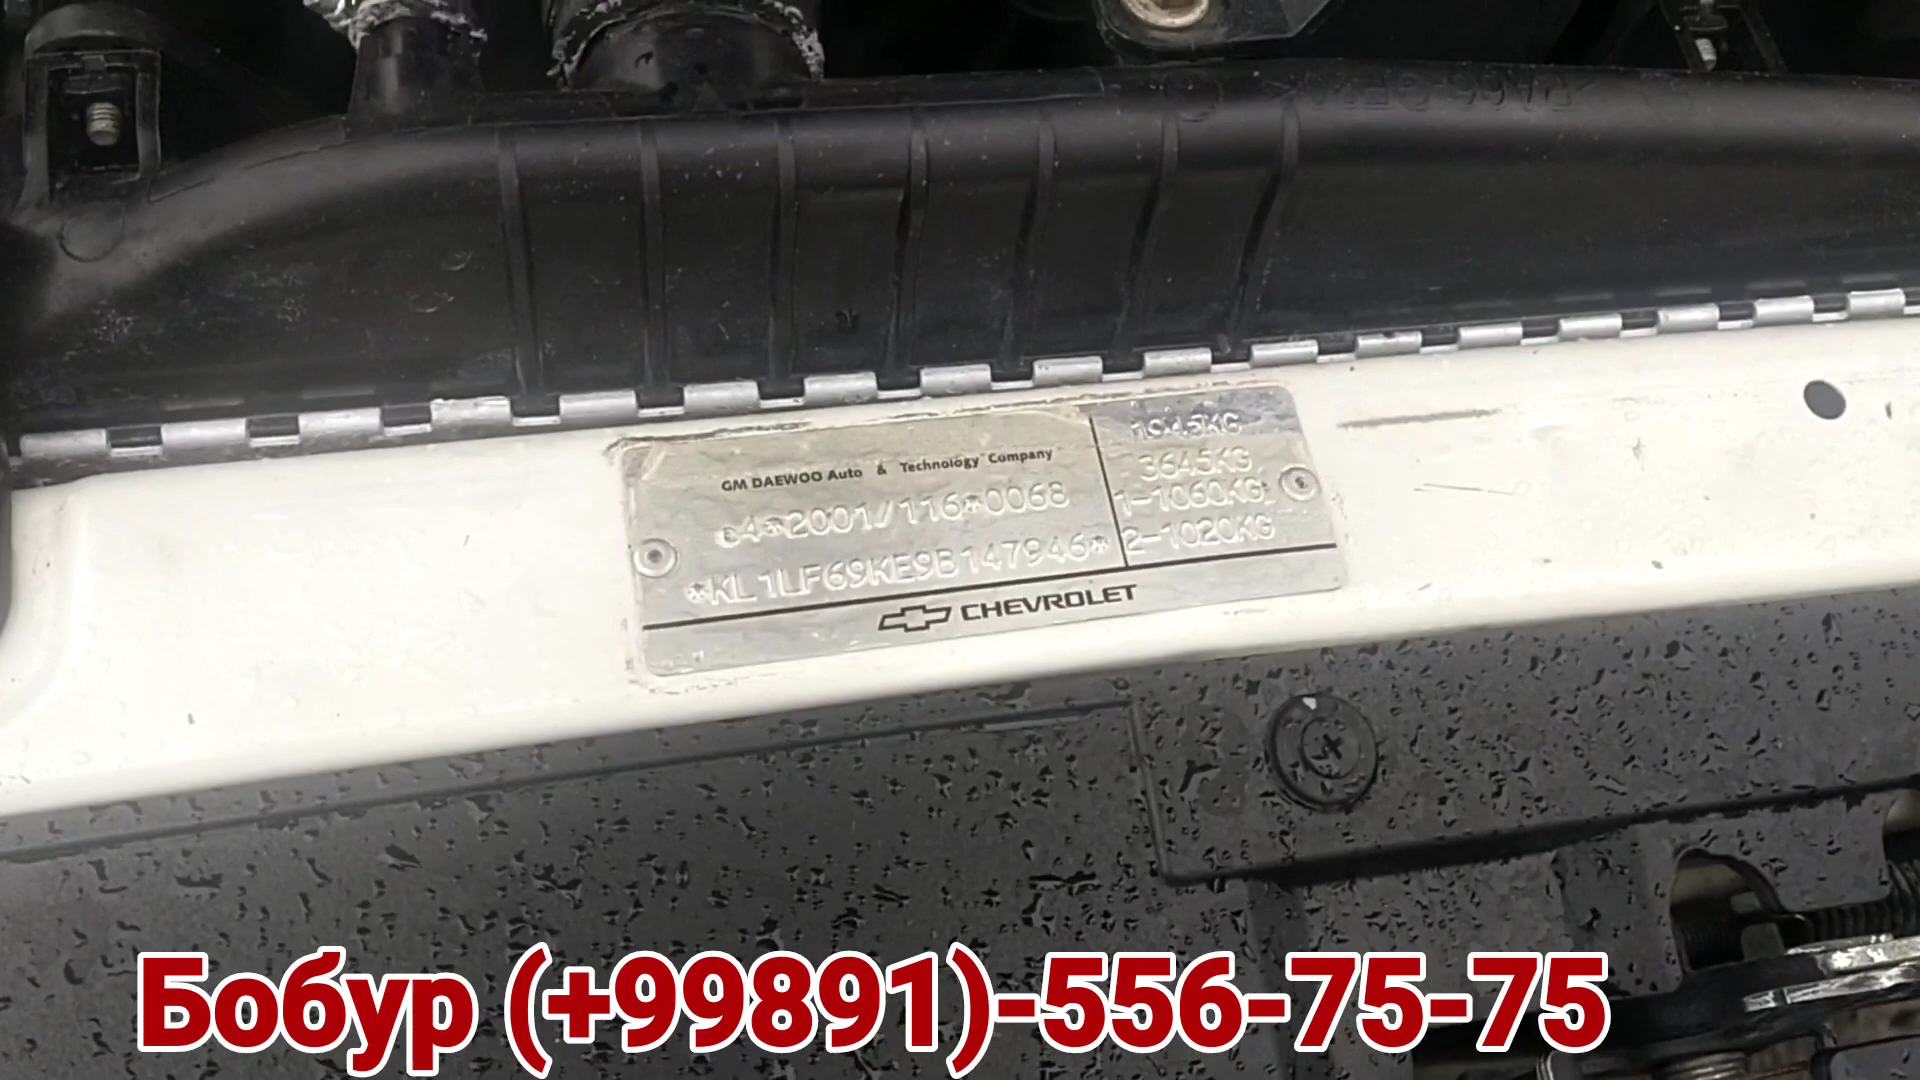 GM DAEWOO Auto & Technology Company
e4*2001/116*0068
*KL1LF69KE9B147946*
1945KG
3645KG
1-1060KG
2-1020KG
CHEVROLET
Бобур (+99891)-556-75-75